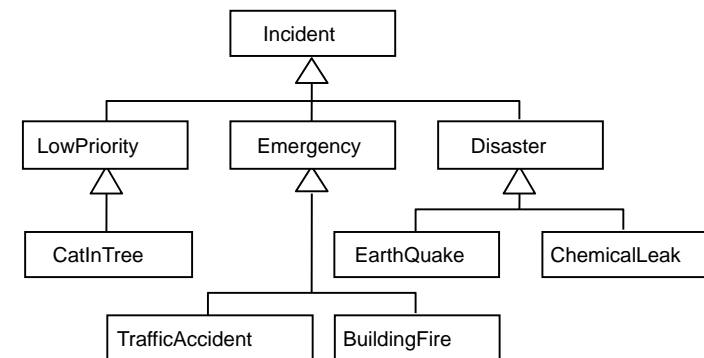 Incident
LowPriority
Emergency
Disaster
CatInTree
EarthQuake
ChemicalLeak
TrafficAccident
BuildingFire